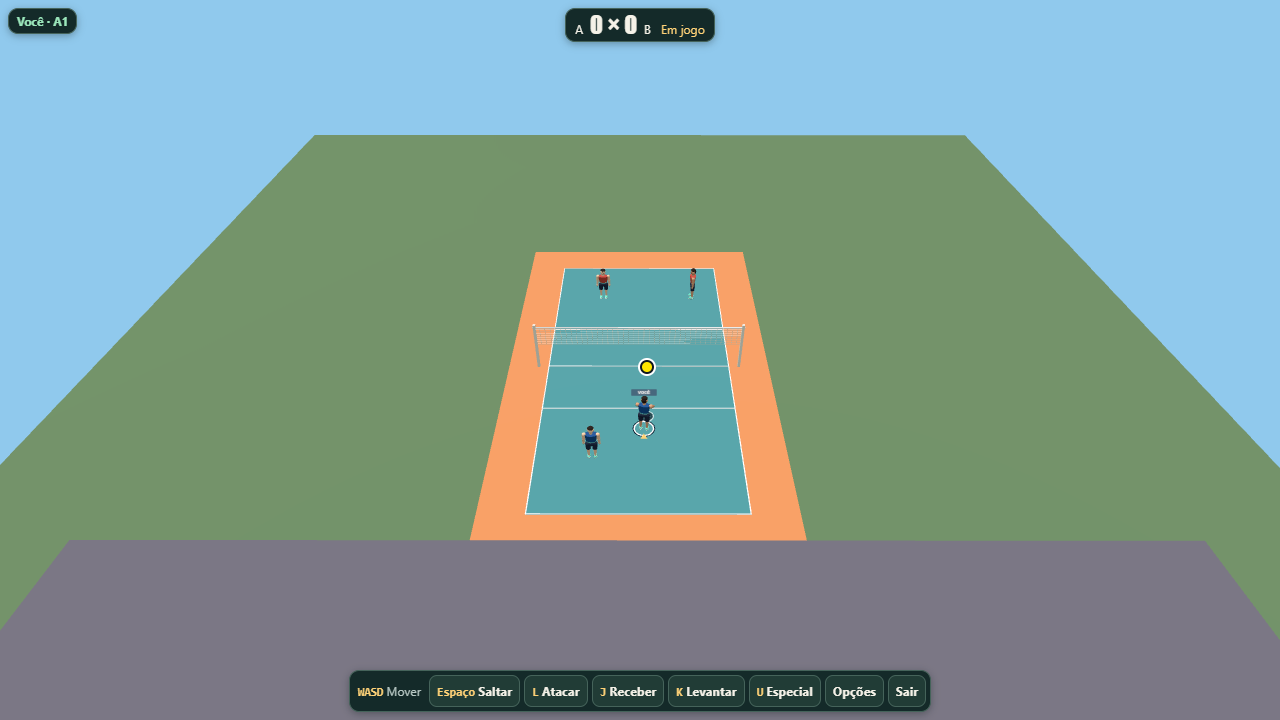 Você · A1
A 0 × 0 B Em jogo
você
WASD Mover Espaço Saltar L Atacar J Receber K Levantar U Especial Opções Sair